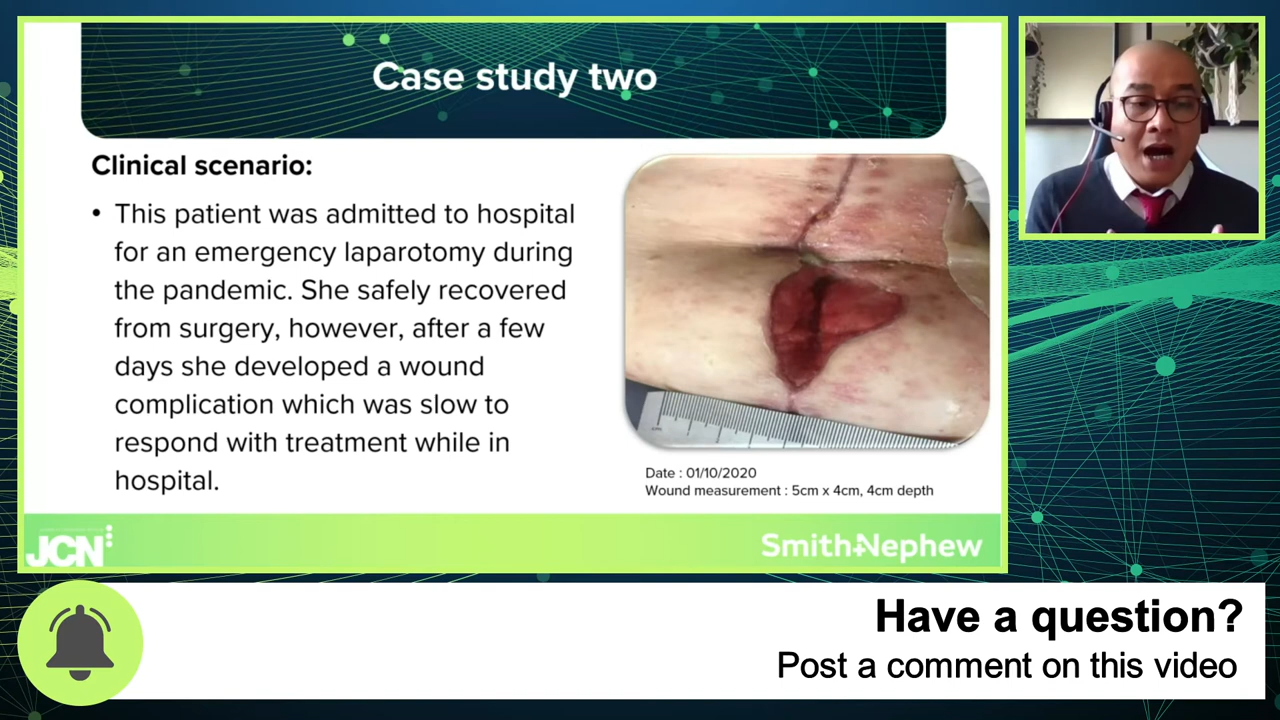 Case study two
Clinical scenario:
• This patient was admitted to hospital
for an emergency laparotomy during
the pandemic. She safely recovered
from surgery, however, after a few
days she developed a wound
complication which was slow to
respond with treatment while in
hospital.
Date : 01/10/2020
Wound measurement : 5cm x 4cm, 4cm depth
JCN
Smith+Nephew
Have a question?
Post a comment on this video